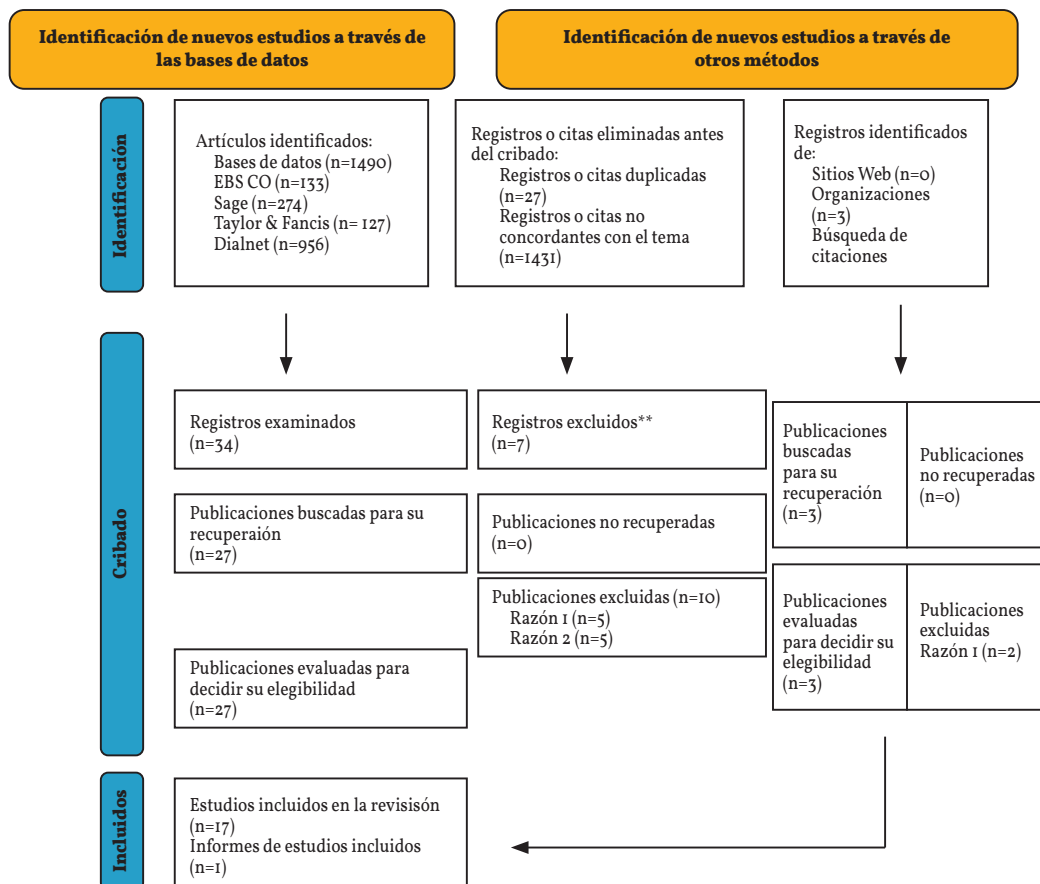 Identificación de nuevos estudios a través de
las bases de datos
Identificación de nuevos estudios a través de
otros métodos
Identificación
Artículos identificados:
Bases de datos (n=1490)
EBS CO (n=133)
Sage (n=274)
Taylor & Fancis (n= 127)
Dialnet (n=956)
Registros o citas eliminadas antes
del cribado:
Registros o citas duplicadas
(n=27)
Registros o citas no
concordantes con el tema
(n=1431)
Registros identificados
de:
Sitios Web (n=0)
Organizaciones
(n=3)
Búsqueda de
citaciones
Cribado
Registros examinados
(n=34)
Registros excluidos**
(n=7)
Publicaciones
buscadas
para su
recuperación
(n=3)
Publicaciones
no recuperadas
(n=0)
Publicaciones buscadas para su
recuperaión
(n=27)
Publicaciones no recuperadas
(n=0)
Publicaciones excluidas (n=10)
Razón 1 (n=5)
Razón 2 (n=5)
Publicaciones
evaluadas
para decidir su
elegibilidad
(n=3)
Publicaciones
excluidas
Razón 1 (n=2)
Publicaciones evaluadas para
decidir su elegibilidad
(n=27)
Incluidos
Estudios incluidos en la revisisón
(n=17)
Informes de estudios incluidos
(n=1)